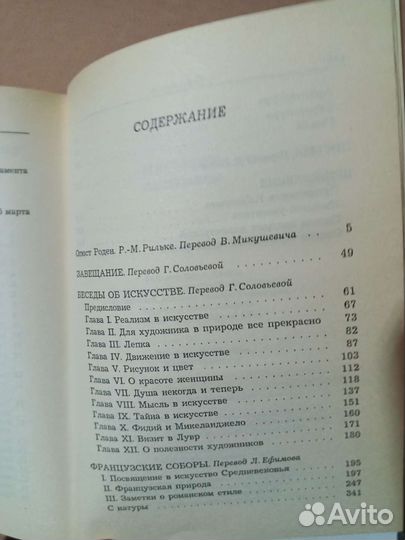 СОДЕРЖАНИЕ
амента
марта
Огюст Роден. Р.-М. Рильке. Перевод В. Микушевича . . 5
ЗАВЕЩАНИЕ. Перевод Г. Соловьевой . . . 49
БЕСЕДЫ ОБ ИСКУССТВЕ. Перевод Г. Соловьевой
Предисловие . . . 61
Глава I. Реализм в искусстве . . . 67
Глава II. Для художника в природе все прекрасно 73
Глава III. Лепка . . . 82
Глава IV. Движение в искусстве . . . 87
Глава V. Рисунок и цвет . . . 103
Глава VI. О красоте женщины . . . 112
Глава VII. Душа некогда и теперь . . . 118
Глава VIII. Мысль в искусстве . . . 137
Глава IX. Тайна в искусстве . . . 151
Глава X. Фидий и Микеланджело . . . 160
Глава XI. Визит в Лувр . . . 171
Глава XII. О полезности художников . . . 180
ФРАНЦУЗСКИЕ СОБОРЫ. Перевод Л. Ефимова
I. Посвящение в искусство Средневековья . . . 195
II. Французская природа . . . 197
III. Заметки о романском стиле . . . 247
С натуры . . . 341
Avito